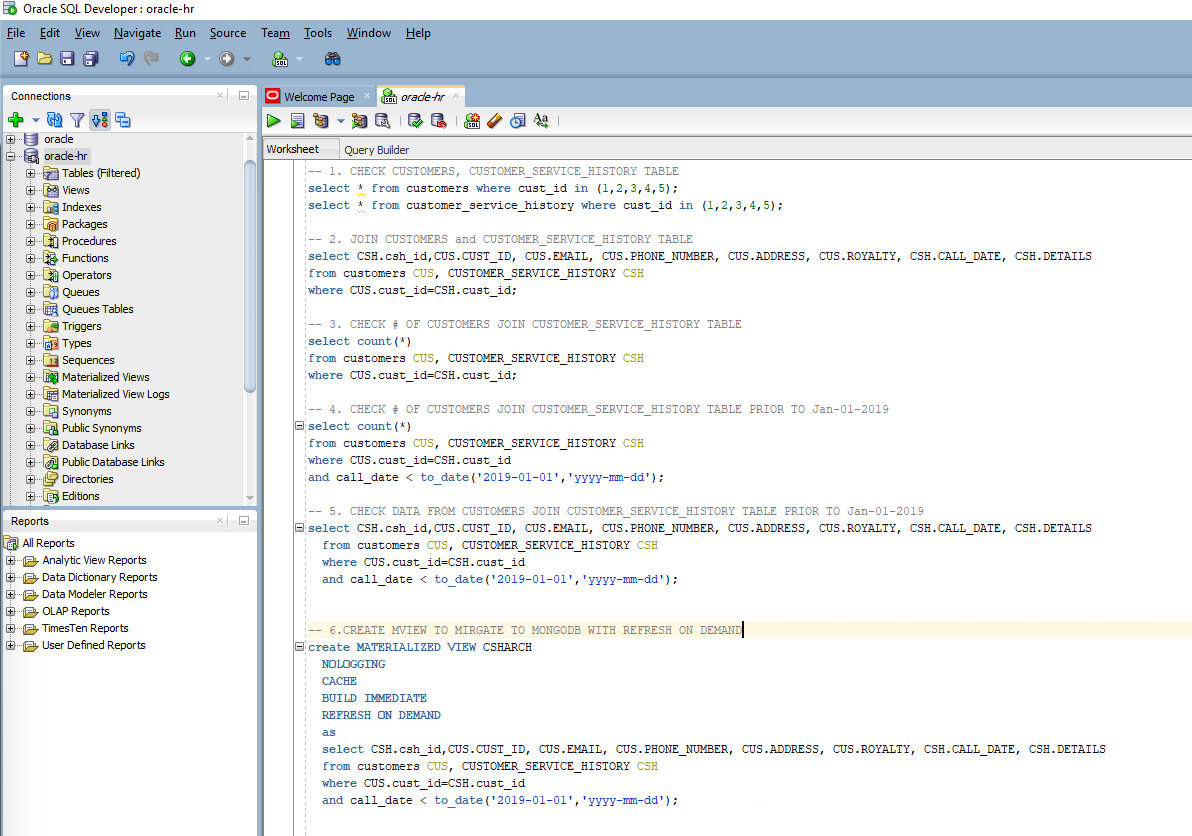 Oracle SQL Developer : oracle-hr
File Edit View Navigate Run Source Team Tools Window Help
Connections
oracle
oracle-hr
Tables (Filtered)
Views
Indexes
Packages
Procedures
Functions
Operators
Queues
Queues Tables
Triggers
Types
Sequences
Materialized Views
Materialized View Logs
Synonyms
Public Synonyms
Database Links
Public Database Links
Directories
Editions
Reports
All Reports
Analytic View Reports
Data Dictionary Reports
Data Modeler Reports
OLAP Reports
TimesTen Reports
User Defined Reports
Welcome Page
oracle-hr
Worksheet Query Builder
-- 1. CHECK CUSTOMERS, CUSTOMER_SERVICE_HISTORY TABLE
select * from customers where cust_id in (1,2,3,4,5);
select * from customer_service_history where cust_id in (1,2,3,4,5);
-- 2. JOIN CUSTOMERS and CUSTOMER_SERVICE_HISTORY TABLE
select CSH.csh_id,CUS.CUST_ID, CUS.EMAIL, CUS.PHONE_NUMBER, CUS.ADDRESS, CUS.ROYALTY, CSH.CALL_DATE, CSH.DETAILS
from customers CUS, CUSTOMER_SERVICE_HISTORY CSH
where CUS.cust_id=CSH.cust_id;
-- 3. CHECK # OF CUSTOMERS JOIN CUSTOMER_SERVICE_HISTORY TABLE
select count(*)
from customers CUS, CUSTOMER_SERVICE_HISTORY CSH
where CUS.cust_id=CSH.cust_id;
-- 4. CHECK # OF CUSTOMERS JOIN CUSTOMER_SERVICE_HISTORY TABLE PRIOR TO Jan-01-2019
select count(*)
from customers CUS, CUSTOMER_SERVICE_HISTORY CSH
where CUS.cust_id=CSH.cust_id
and call_date < to_date('2019-01-01','yyyy-mm-dd');
-- 5. CHECK DATA FROM CUSTOMERS JOIN CUSTOMER_SERVICE_HISTORY TABLE PRIOR TO Jan-01-2019
select CSH.csh_id,CUS.CUST_ID, CUS.EMAIL, CUS.PHONE_NUMBER, CUS.ADDRESS, CUS.ROYALTY, CSH.CALL_DATE, CSH.DETAILS
from customers CUS, CUSTOMER_SERVICE_HISTORY CSH
where CUS.cust_id=CSH.cust_id
and call_date < to_date('2019-01-01','yyyy-mm-dd');
-- 6.CREATE MVIEW TO MIRGATE TO MONGODB WITH REFRESH ON DEMAND
create MATERIALIZED VIEW CSHARCH
NOLOGGING
CACHE
BUILD IMMEDIATE
REFRESH ON DEMAND
as
select CSH.csh_id,CUS.CUST_ID, CUS.EMAIL, CUS.PHONE_NUMBER, CUS.ADDRESS, CUS.ROYALTY, CSH.CALL_DATE, CSH.DETAILS
from customers CUS, CUSTOMER_SERVICE_HISTORY CSH
where CUS.cust_id=CSH.cust_id
and call_date < to_date('2019-01-01','yyyy-mm-dd');